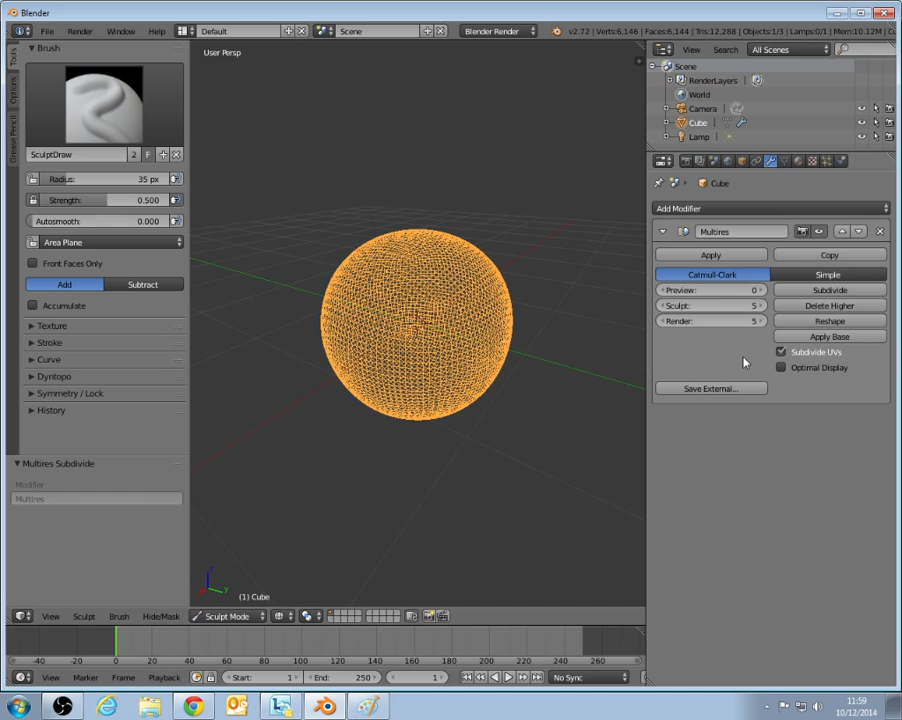 Blender
File Render Window Help Default Scene Blender Render v2.72 | Verts:6,146 | Faces:6,144 | Tris:12,288 | Objects:1/3 | Lamps:0/1 | Mem:10.12M
Tools
Options
Grease Pencil
Brush
SculptDraw 2 F
Radius: 35 px
Strength: 0.500
Autosmooth: 0.000
Area Plane
Front Faces Only
Add Subtract
Accumulate
Texture
Stroke
Curve
Dyntopo
Symmetry / Lock
History
Multires Subdivide
Modifier
Multires
User Persp
z
y
(1) Cube
View Sculpt Brush Hide/Mask Sculpt Mode
View Search All Scenes
Scene
RenderLayers
World
Camera
Cube
Lamp
Cube
Add Modifier
Multires
Apply Copy
Catmull-Clark Simple
Preview: 0 Subdivide
Sculpt: 5 Delete Higher
Render: 5 Reshape
Apply Base
Subdivide UVs
Optimal Display
Save External...
-40 -20 0 20 40 60 80 100 120 140 160 180 200 220 240 260
View Marker Frame Playback Start: 1 End: 250 1 No Sync
11:59
10/12/2014